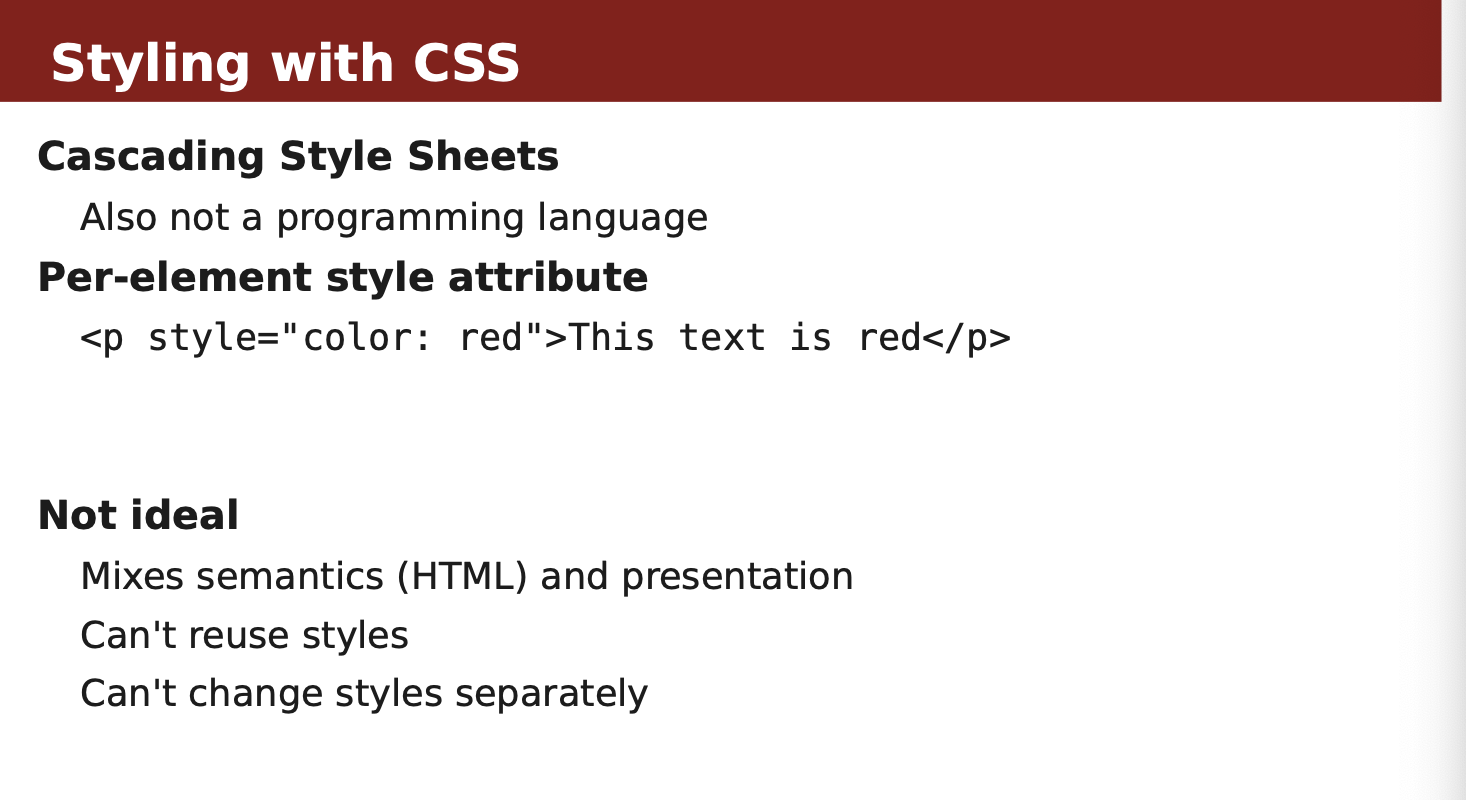 Styling with CSS
Cascading Style Sheets
Also not a programming language
Per-element style attribute
<p style="color: red">This text is red</p>
Not ideal
Mixes semantics (HTML) and presentation
Can't reuse styles
Can't change styles separately